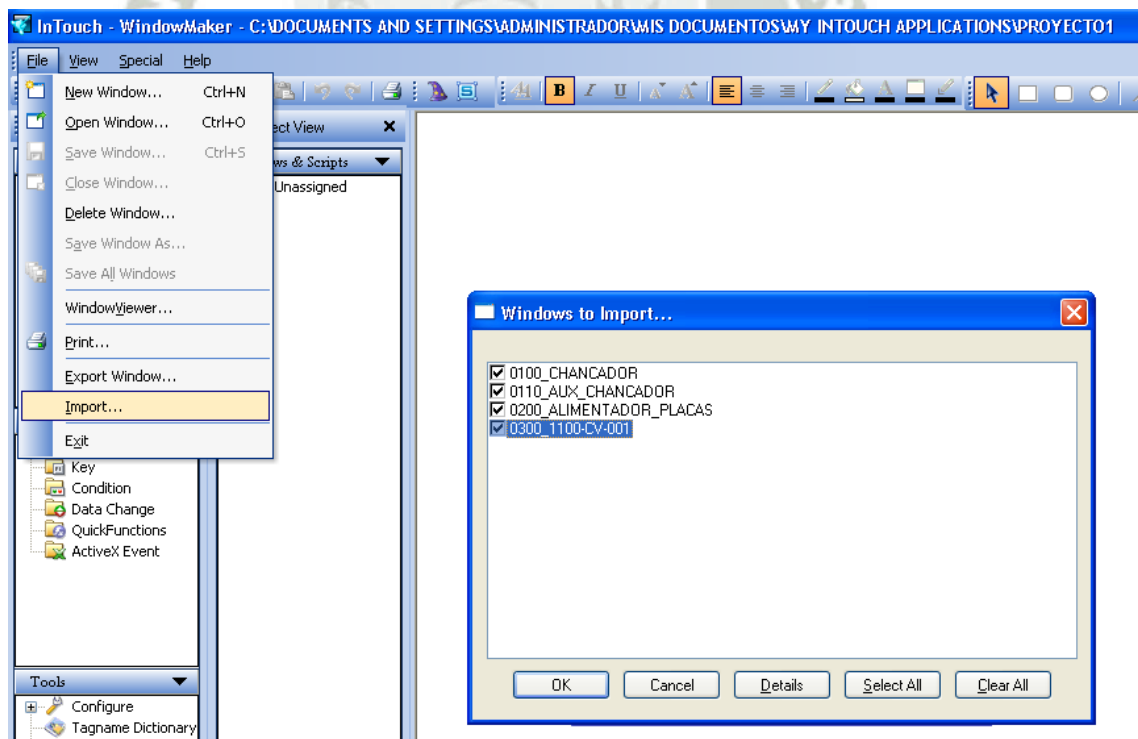 InTouch - WindowMaker - C:\DOCUMENTS AND SETTINGS\ADMINISTRADOR\MIS DOCUMENTOS\MY INTOUCH APPLICATIONS\PROYECTO1
File View Special Help
New Window... Ctrl+N
Open Window... Ctrl+O
Save Window... Ctrl+S
Close Window...
Delete Window...
Save Window As...
Save All Windows
WindowViewer...
Print...
Export Window...
Import...
Exit
B I U
ect View
ws & Scripts
Unassigned
Key
Condition
Data Change
QuickFunctions
ActiveX Event
Tools
Configure
Tagname Dictionary
Windows to Import...
0100_CHANCADOR
0110_AUX_CHANCADOR
0200_ALIMENTADOR_PLACAS
0300_1100-CV-001
OK Cancel Details Select All Clear All